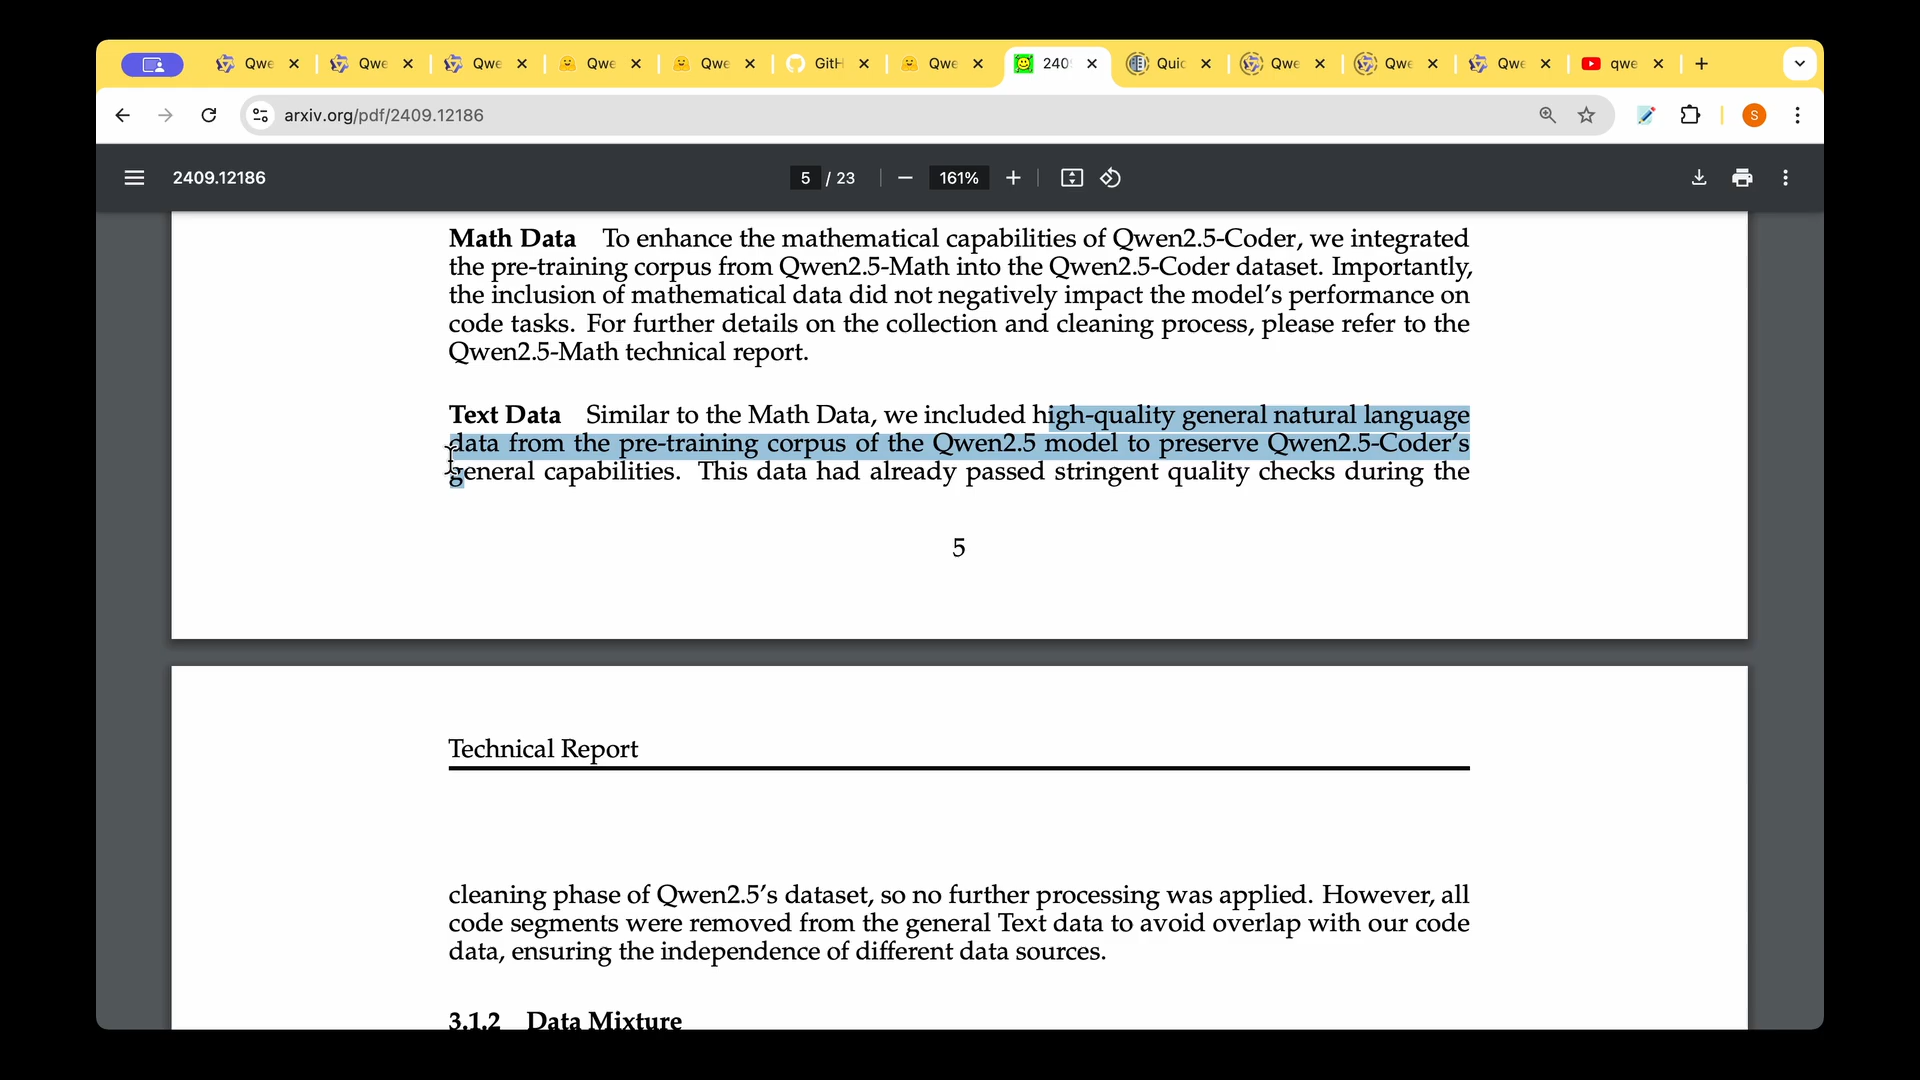 Qwe Qwe Qwe Qwe Qwe GitH Qwe 240 Quic Qwe Qwe Qwe qwe
arxiv.org/pdf/2409.12186 S
2409.12186 5 / 23 161%
Math Data To enhance the mathematical capabilities of Qwen2.5-Coder, we integrated
the pre-training corpus from Qwen2.5-Math into the Qwen2.5-Coder dataset. Importantly,
the inclusion of mathematical data did not negatively impact the model's performance on
code tasks. For further details on the collection and cleaning process, please refer to the
Qwen2.5-Math technical report.
Text Data Similar to the Math Data, we included high-quality general natural language
data from the pre-training corpus of the Qwen2.5 model to preserve Qwen2.5-Coder's
general capabilities. This data had already passed stringent quality checks during the
5
Technical Report
cleaning phase of Qwen2.5's dataset, so no further processing was applied. However, all
code segments were removed from the general Text data to avoid overlap with our code
data, ensuring the independence of different data sources.
3.1.2 Data Mixture